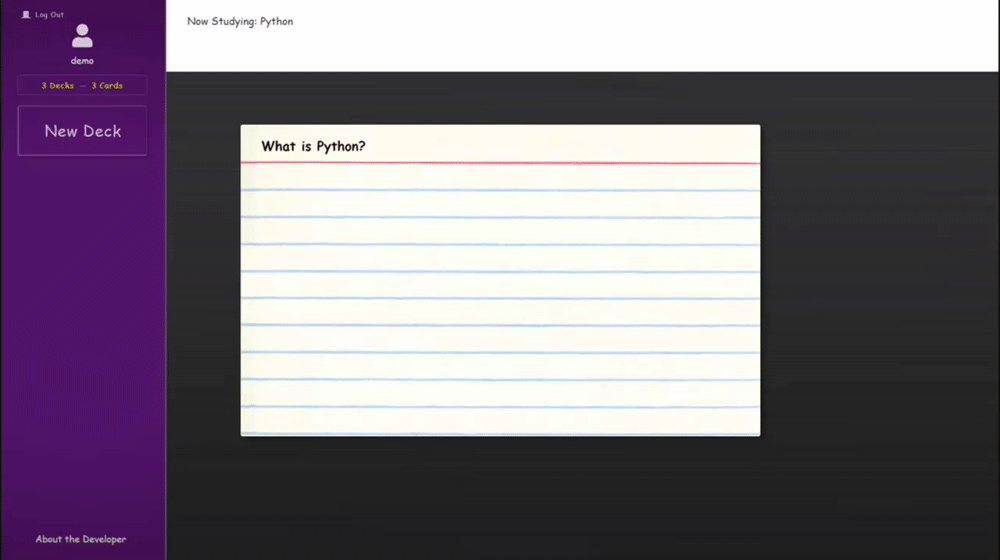 Log Out
demo
3 Decks — 3 Cards
New Deck
About the Developer
Now Studying: Python
What is Python?